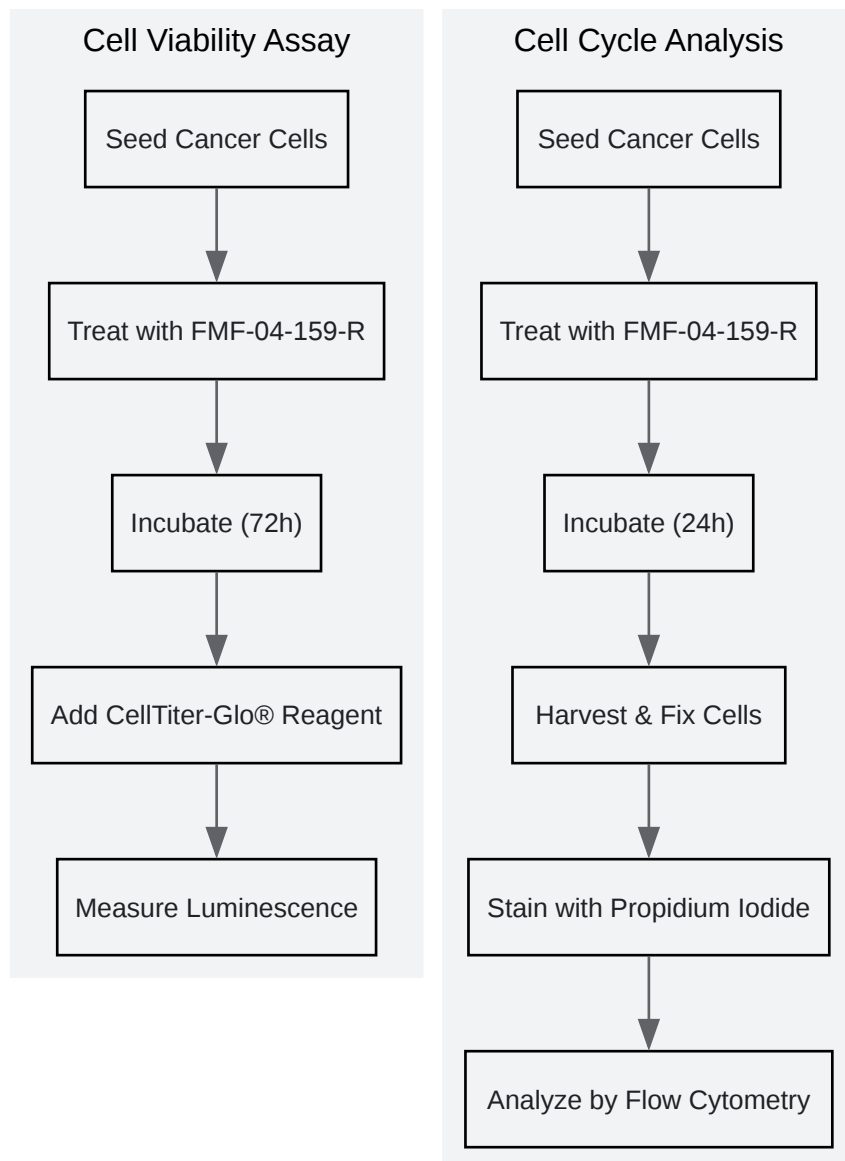 Cell Viability Assay
Seed Cancer Cells
Treat with FMF-04-159-R
Incubate (72h)
Add CellTiter-Glo® Reagent
Measure Luminescence
Cell Cycle Analysis
Seed Cancer Cells
Treat with FMF-04-159-R
Incubate (24h)
Harvest & Fix Cells
Stain with Propidium Iodide
Analyze by Flow Cytometry